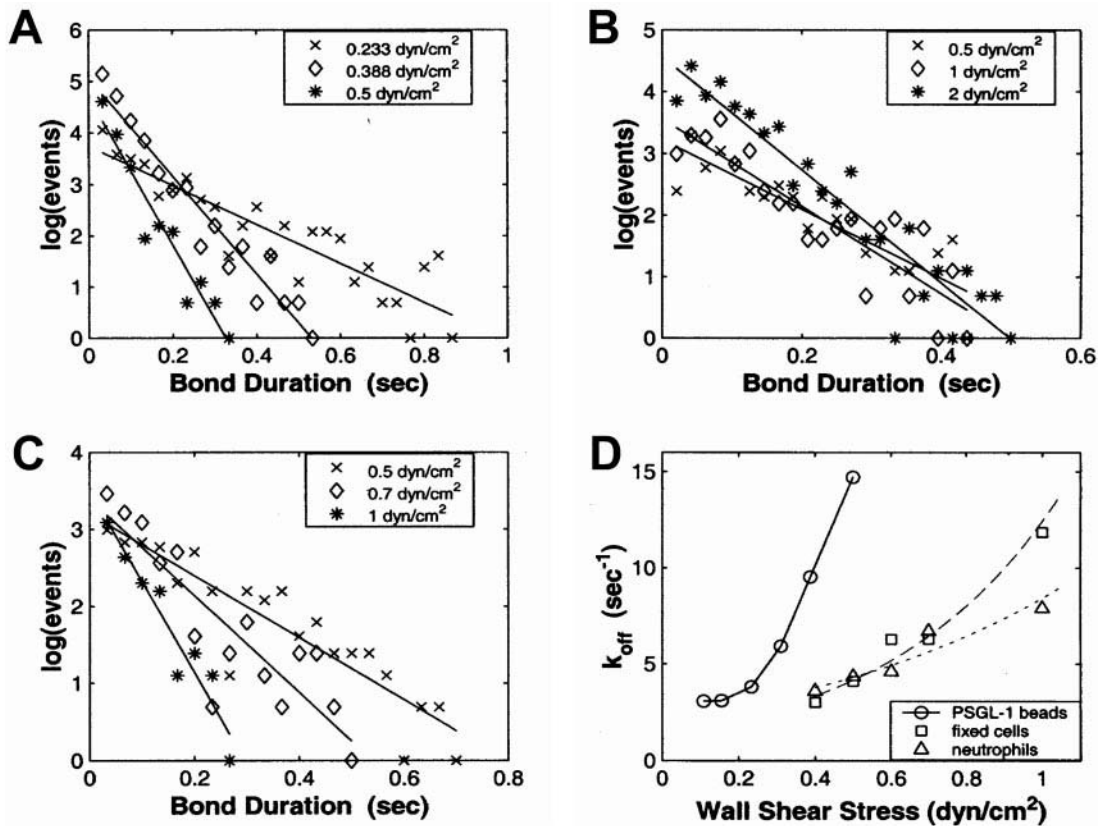 A
6
5
4
3
2
1
0
log(events)
0
0.2
0.4
0.6
0.8
1
Bond Duration (sec)
× 0.233 dyn/cm²
◇ 0.388 dyn/cm²
* 0.5 dyn/cm²
B
5
4
3
2
1
0
log(events)
0
0.2
0.4
0.6
Bond Duration (sec)
× 0.5 dyn/cm²
◇ 1 dyn/cm²
* 2 dyn/cm²
C
4
3
2
1
0
log(events)
0
0.2
0.4
0.6
0.8
Bond Duration (sec)
× 0.5 dyn/cm²
◇ 0.7 dyn/cm²
* 1 dyn/cm²
D
15
10
5
0
k_off (sec⁻¹)
0
0.2
0.4
0.6
0.8
1
Wall Shear Stress (dyn/cm²)
PSGL-1 beads
fixed cells
neutrophils